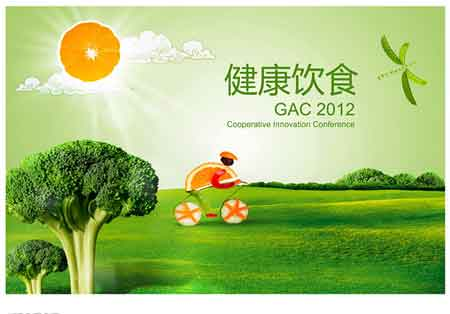 健康饮食
GAC 2012
Cooperative Innovation Conference